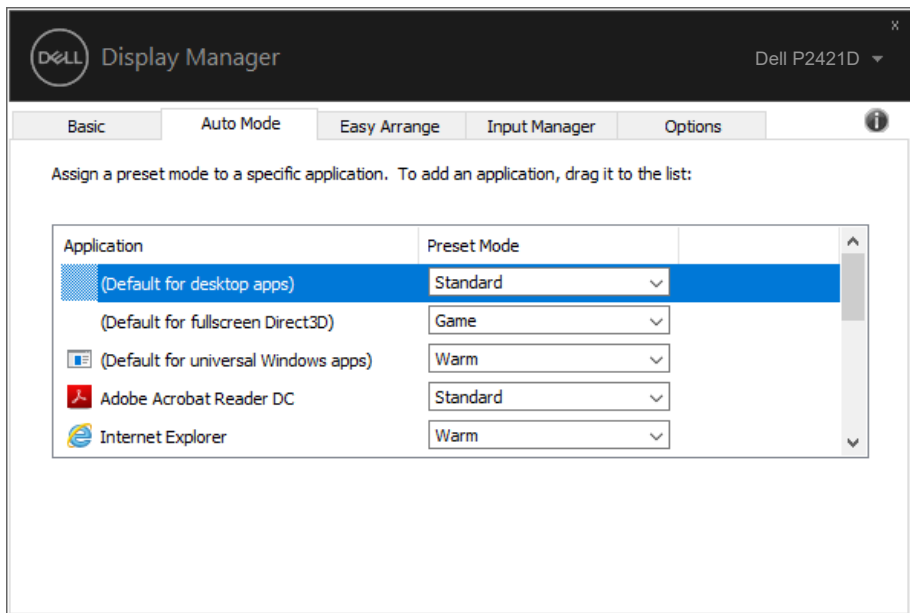 x
DELL Display Manager
Dell P2421D
Basic Auto Mode Easy Arrange Input Manager Options
Assign a preset mode to a specific application. To add an application, drag it to the list:
Application Preset Mode
(Default for desktop apps) Standard
(Default for fullscreen Direct3D) Game
(Default for universal Windows apps) Warm
Adobe Acrobat Reader DC Standard
Internet Explorer Warm